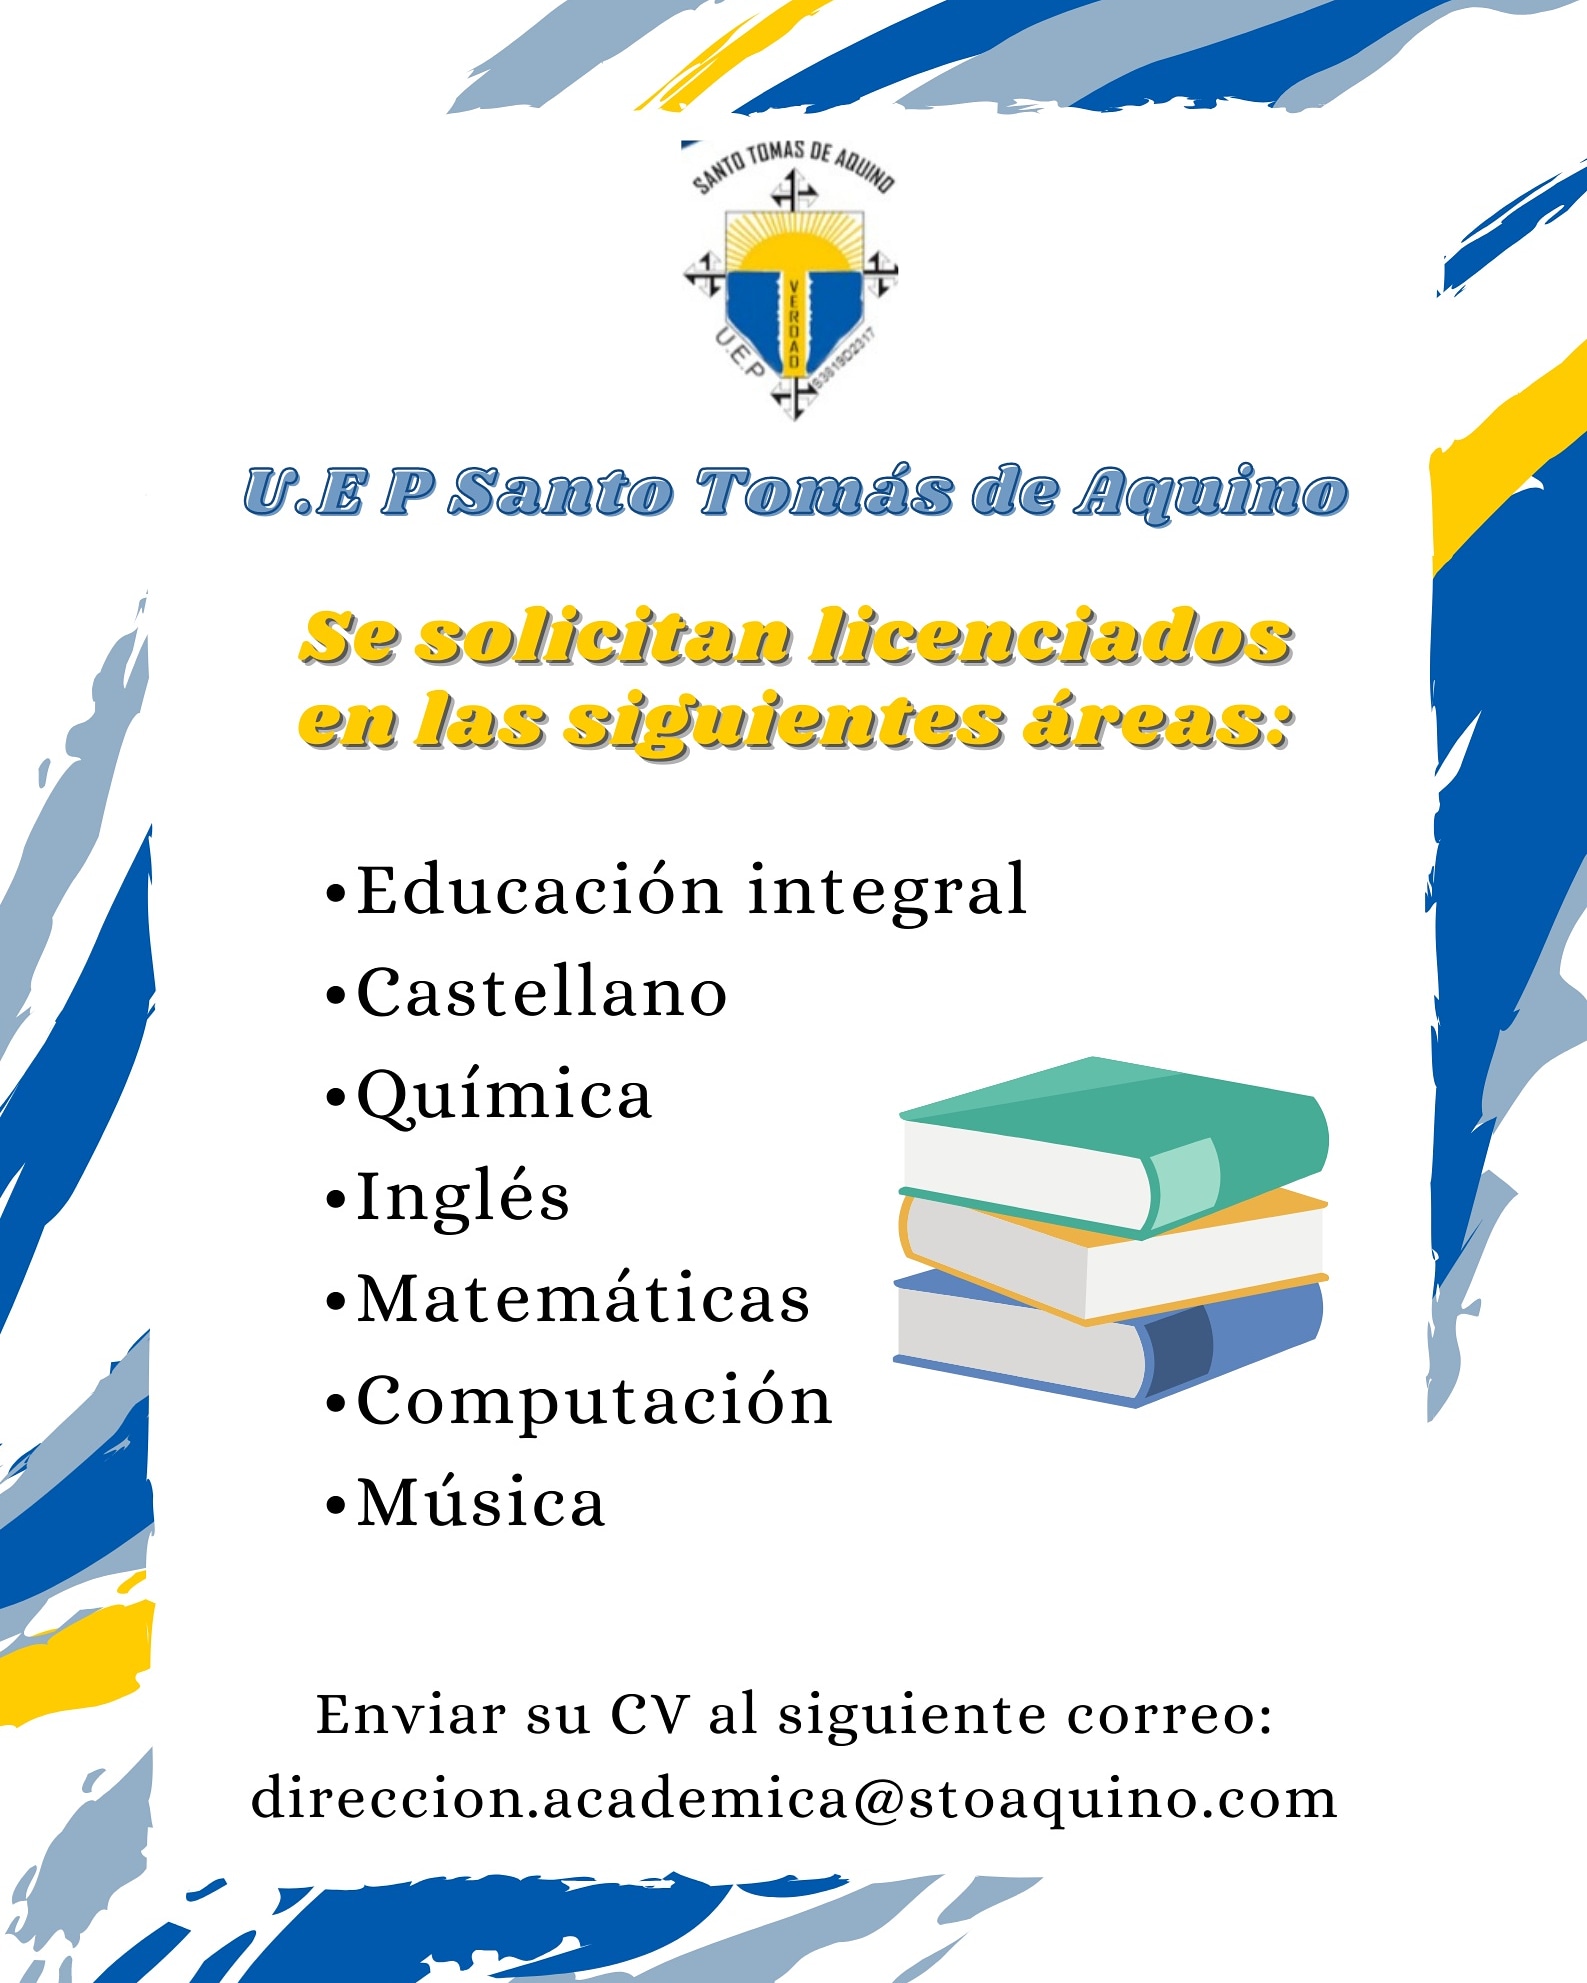 SANTO TOMAS DE AQUINO
VERDAD
U.E.P
U.E P Santo Tomás de Aquino
Se solicitan licenciados
en las siguientes áreas:
•Educación integral
•Castellano
•Química
•Inglés
•Matemáticas
•Computación
•Música
Enviar su CV al siguiente correo:
direccion.academica@stoaquino.com